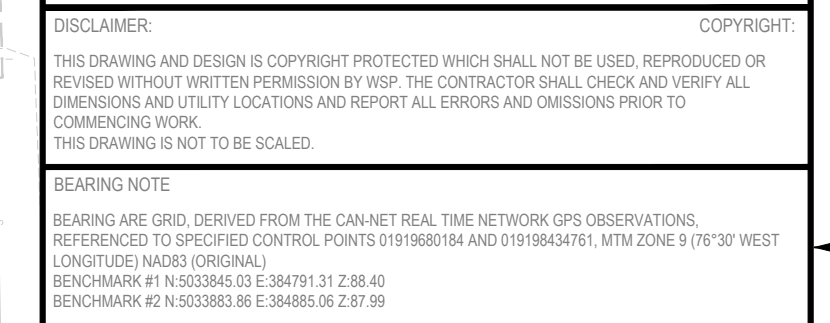 DISCLAIMER: COPYRIGHT:
THIS DRAWING AND DESIGN IS COPYRIGHT PROTECTED WHICH SHALL NOT BE USED, REPRODUCED OR
REVISED WITHOUT WRITTEN PERMISSION BY WSP. THE CONTRACTOR SHALL CHECK AND VERIFY ALL
DIMENSIONS AND UTILITY LOCATIONS AND REPORT ALL ERRORS AND OMISSIONS PRIOR TO
COMMENCING WORK.
THIS DRAWING IS NOT TO BE SCALED.
BEARING NOTE
BEARING ARE GRID, DERIVED FROM THE CAN-NET REAL TIME NETWORK GPS OBSERVATIONS,
REFERENCED TO SPECIFIED CONTROL POINTS 01919680184 AND 019198434761, MTM ZONE 9 (76°30' WEST
LONGITUDE) NAD83 (ORIGINAL)
BENCHMARK #1 N:5033845.03 E:384791.31 Z:88.40
BENCHMARK #2 N:5033883.86 E:384885.06 Z:87.99